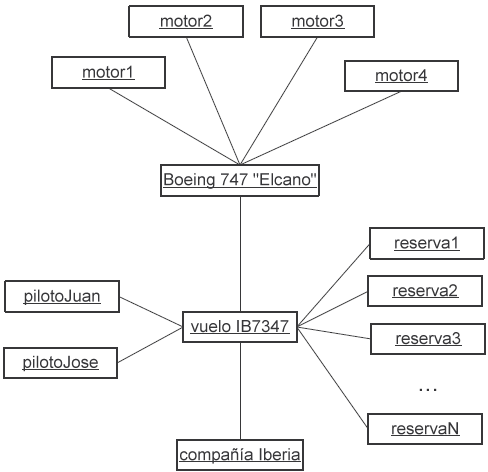 motor2
motor3
motor1
motor4
Boeing 747 "Elcano"
reserva1
pilotoJuan
reserva2
vuelo IB7347
reserva3
pilotoJose
...
reservaN
compañía Iberia